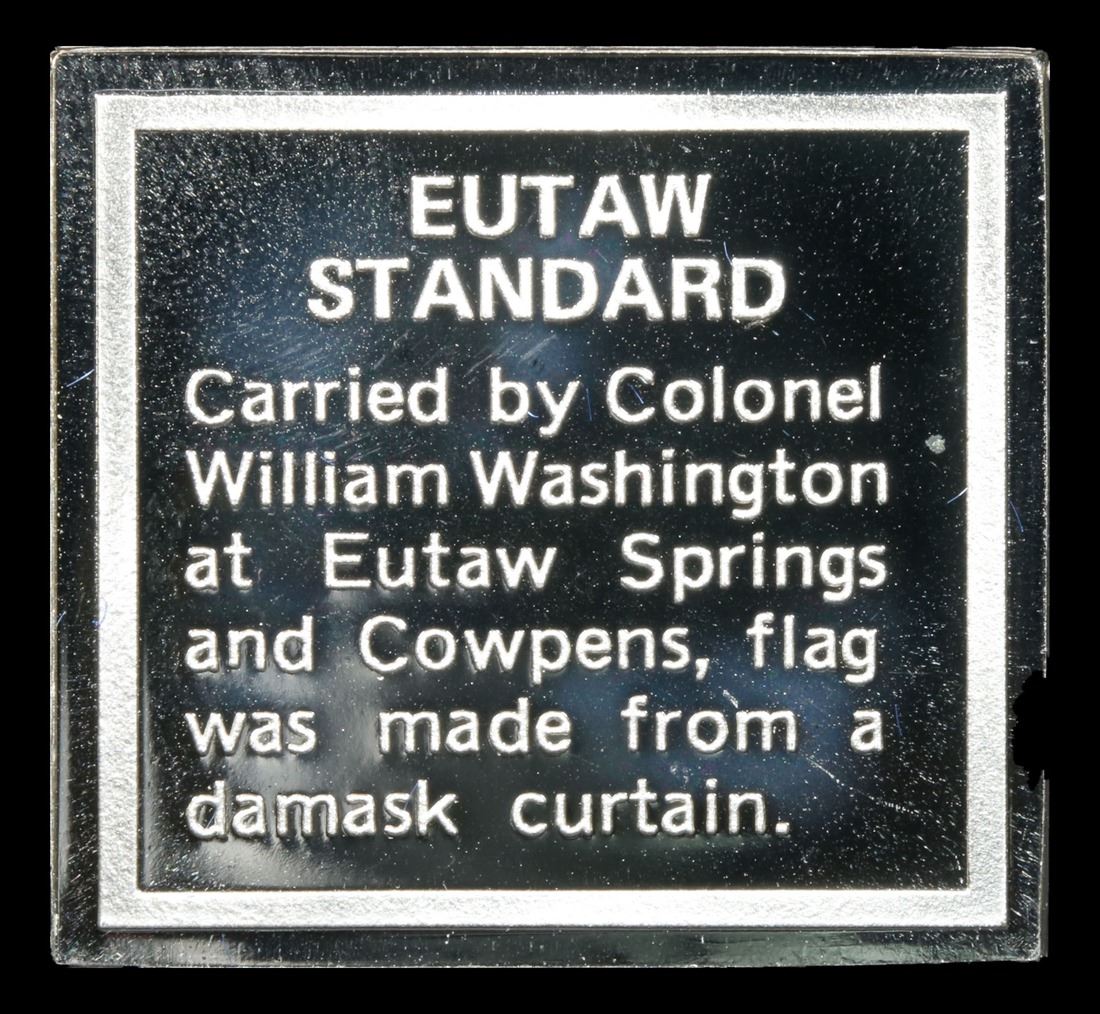 EUTAW
STANDARD
Carried by Colonel
William Washington
at Eutaw Springs
and Cowpens, flag
was made from a
damask curtain.